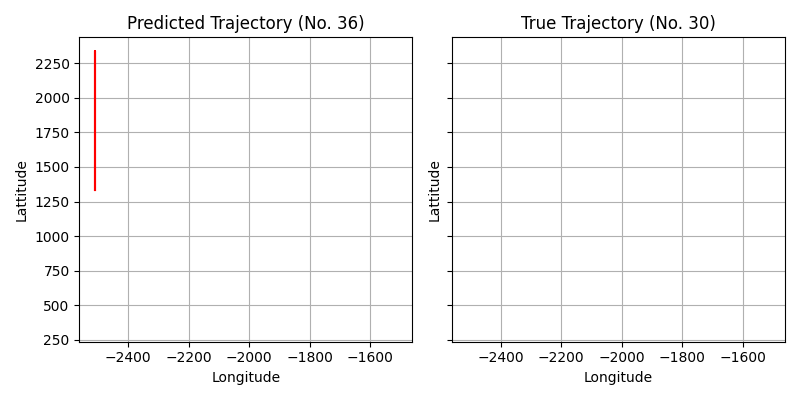 Predicted Trajectory (No. 36)
True Trajectory (No. 30)
Lattitude
2250
2000
1750
1500
1250
1000
750
500
250
−2400 −2200 −2000 −1800 −1600
Longitude
Lattitude
−2400 −2200 −2000 −1800 −1600
Longitude